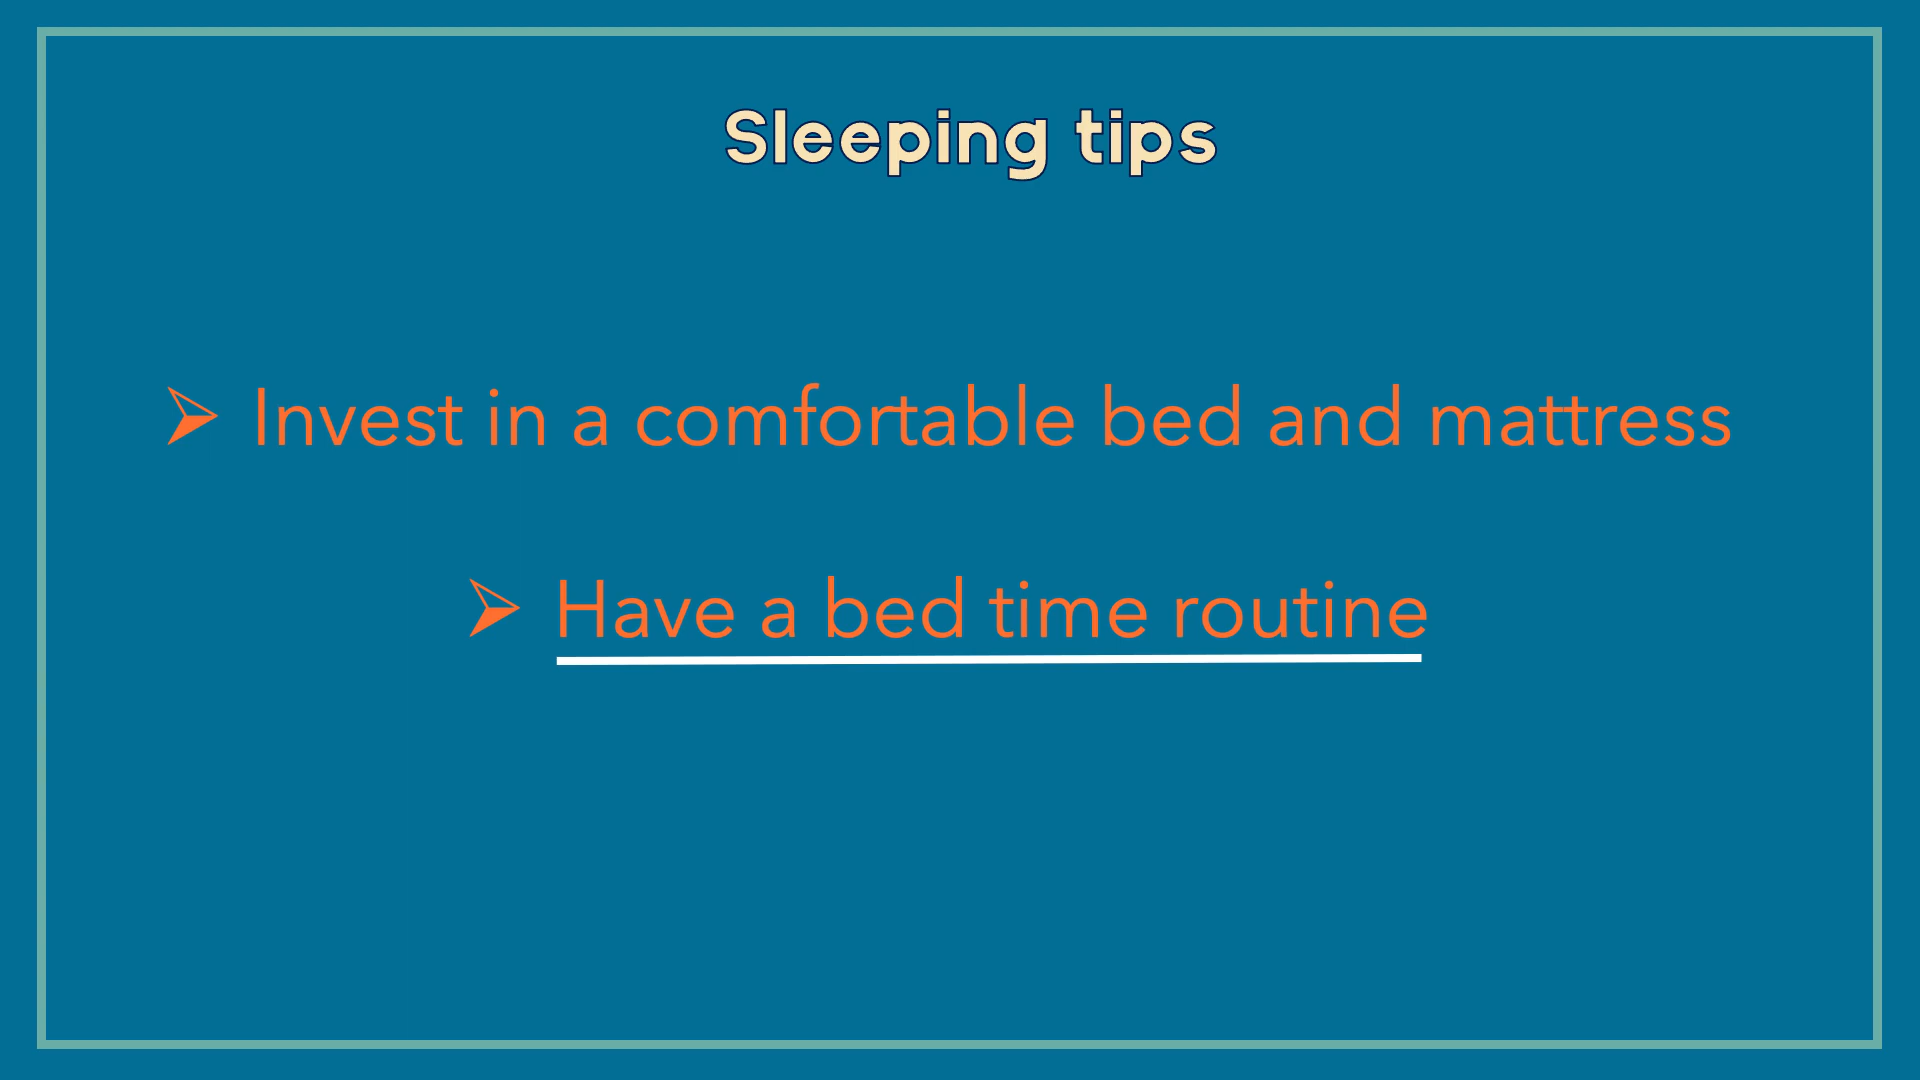 Sleeping tips
➢ Invest in a comfortable bed and mattress
➢ Have a bed time routine